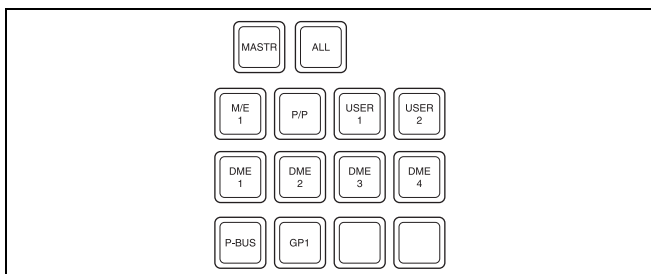 MASTR ALL
M/E 1 P/P USER 1 USER 2
DME 1 DME 2 DME 3 DME 4
P-BUS GP1